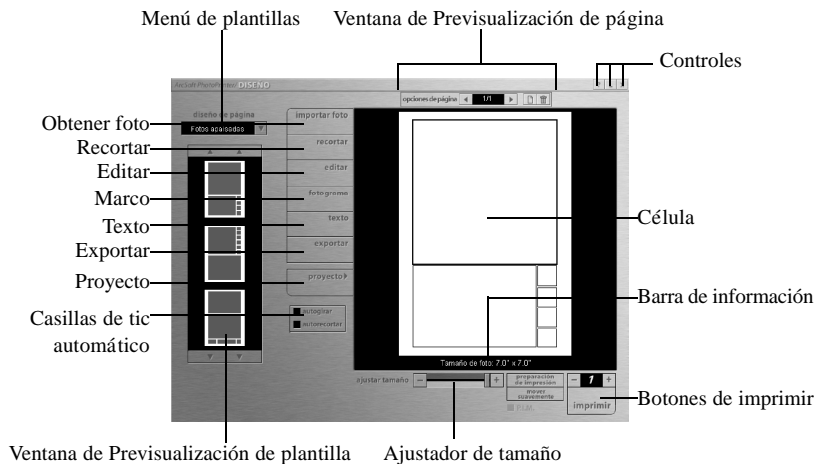 Menú de plantillas
Ventana de Previsualización de página
Controles
ArcSoft PhotoPrinter DISEÑO
opciones de página
1/1
diseño de página
Fotos apaisadas
importar foto
recortar
editar
fotograma
texto
exportar
proyecto
autogirar
autorecortar
Obtener foto
Recortar
Editar
Marco
Texto
Exportar
Proyecto
Casillas de tic
automático
Célula
Barra de información
Tamaño de foto: 7.0" x 7.0"
ajustar tamaño
preparación
de impresión
mover
suavemente
P.I.M.
- 1 +
imprimir
Botones de imprimir
Ventana de Previsualización de plantilla
Ajustador de tamaño